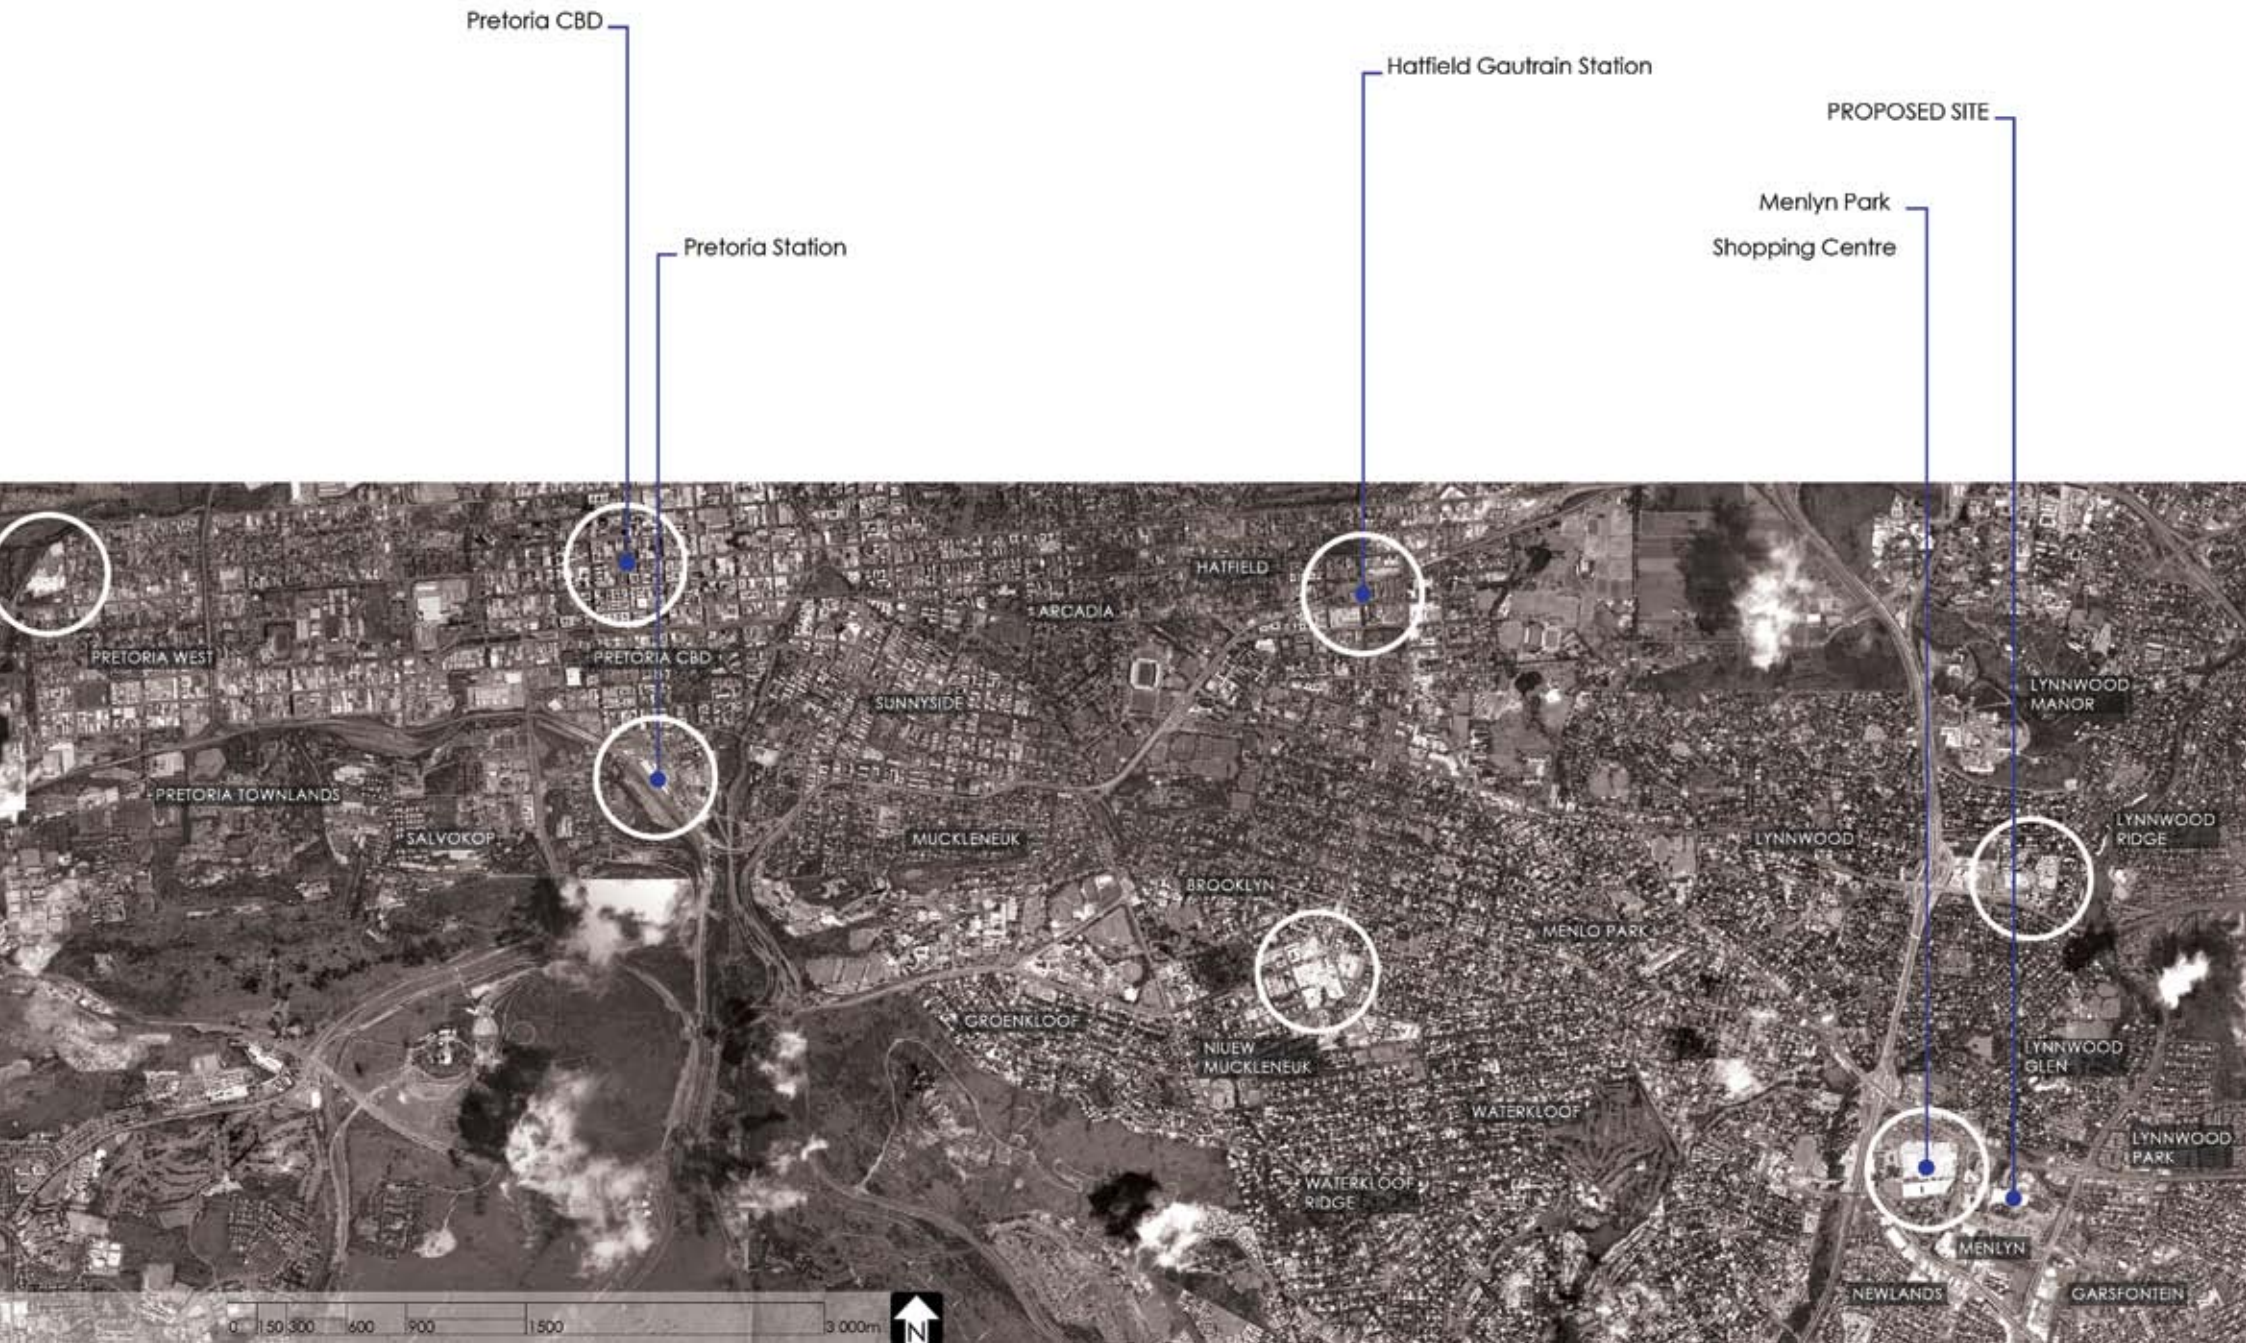 Pretoria CBD
Hatfield Gautrain Station
PROPOSED SITE
Menlyn Park
Shopping Centre
Pretoria Station
HATFIELD
ARCADIA
PRETORIA WEST
PRETORIA CBD
LYNNWOOD
MANOR
SUNNYSIDE
PRETORIA TOWNLANDS
LYNNWOOD
RIDGE
SALVOKOP
MUCKLENEUK
LYNNWOOD
BROOKLYN
MENLO PARK
GROENKLOOF
NIUEW
MUCKLENEUK
LYNNWOOD
GLEN
WATERKLOOF
LYNNWOOD
PARK
WATERKLOOF
RIDGE
MENLYN
NEWLANDS
GARSFONTEIN
0 150 300 600 900 1500 3 000m
N